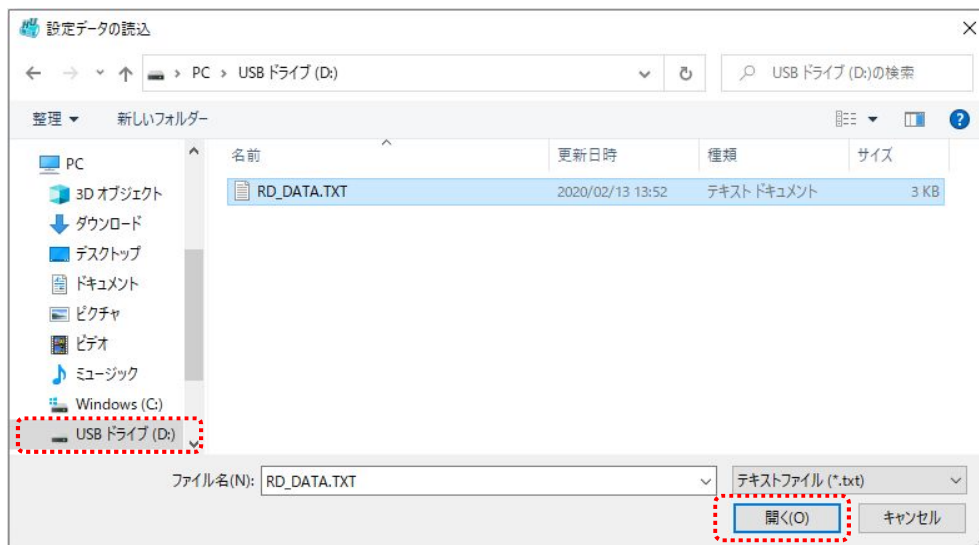 設定データの読込
PC › USB ドライブ (D:)
USB ドライブ (D:)の検索
整理
新しいフォルダー
名前 更新日時 種類 サイズ
RD_DATA.TXT 2020/02/13 13:52 テキスト ドキュメント 3 KB
PC
3D オブジェクト
ダウンロード
デスクトップ
ドキュメント
ピクチャ
ビデオ
ミュージック
Windows (C:)
USB ドライブ (D:)
ファイル名(N): RD_DATA.TXT テキストファイル (*.txt)
開く(O) キャンセル